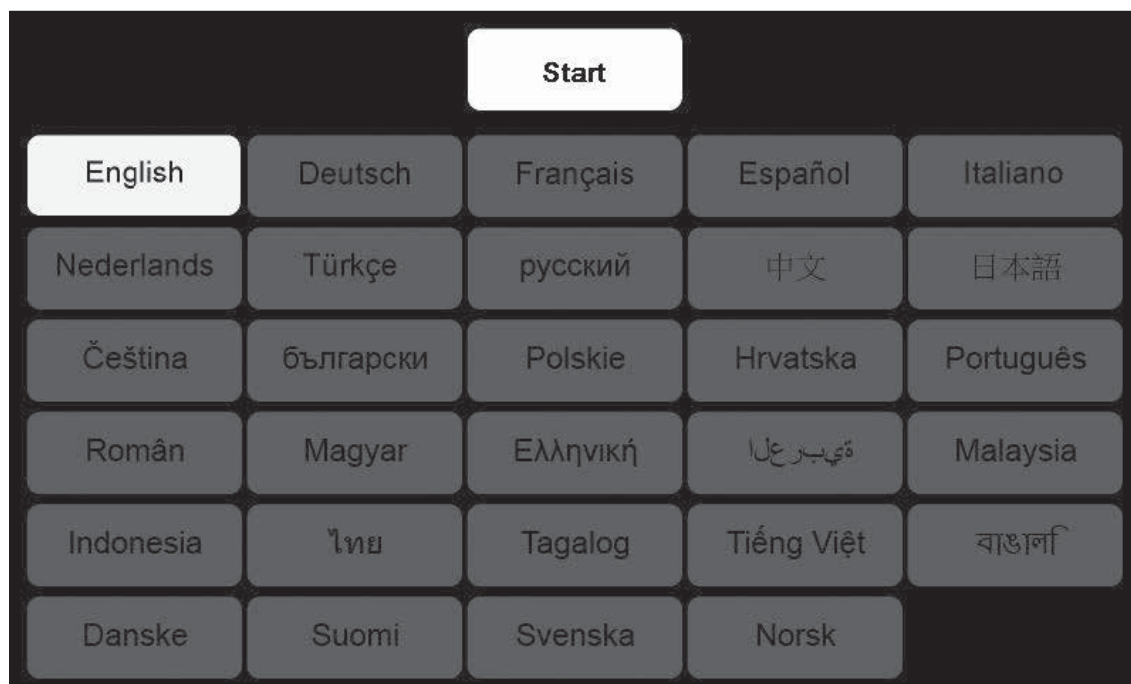 Start
English Deutsch Français Español Italiano
Nederlands Türkçe русский 中文 日本語
Čeština български Polskie Hrvatska Português
Român Magyar Ελληνική ةيبرعلا Malaysia
Indonesia ไทย Tagalog Tiếng Việt বাঙালি
Danske Suomi Svenska Norsk